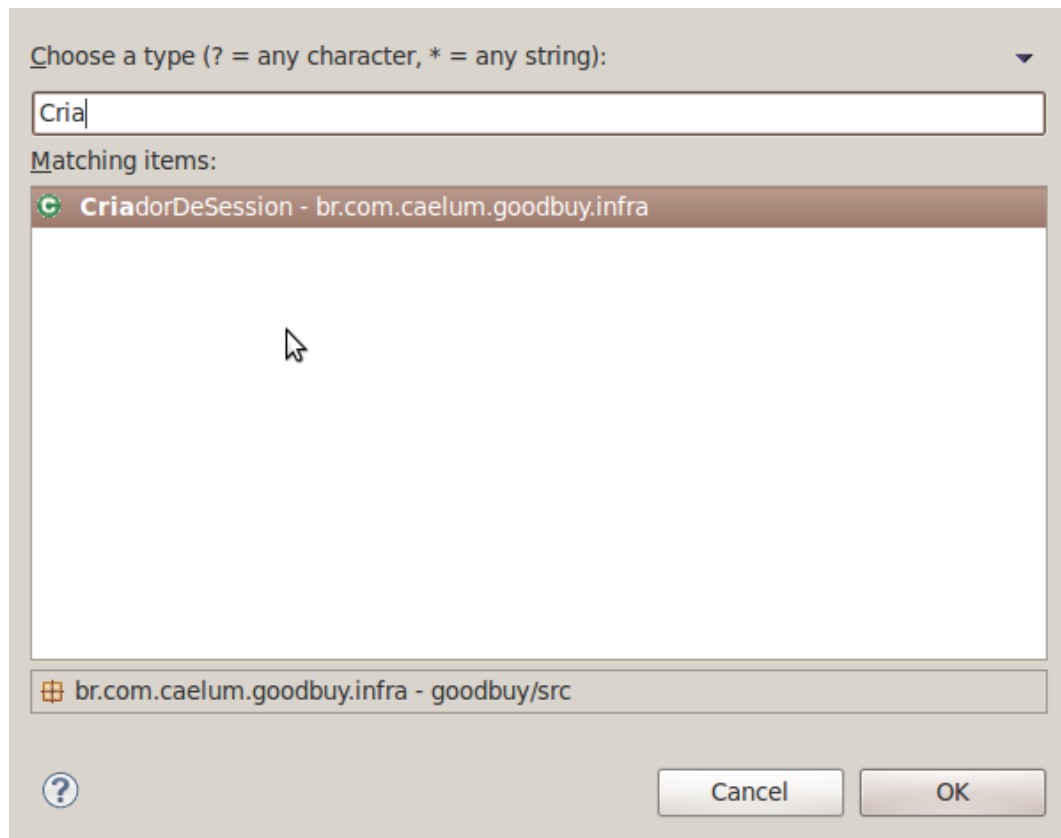 Choose a type (? = any character, * = any string):
Cria
Matching items:
C CriadorDeSession - br.com.caelum.goodbuy.infra
br.com.caelum.goodbuy.infra - goodbuy/src
? Cancel OK